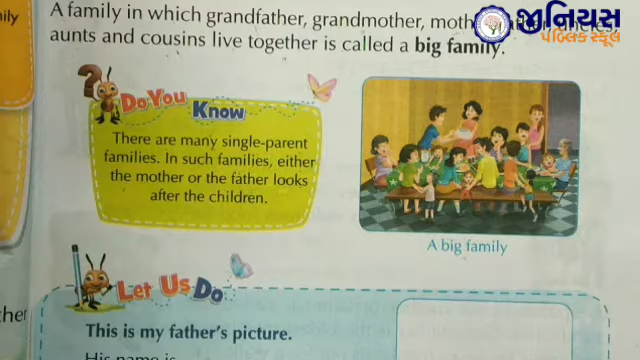 ily
A family in which grandfather, grandmother,
aunts and cousins live together is called a big family.
જીનિયસ
પબ્લિક સ્કૂલ
Do You Know
There are many single-parent
families. In such families, either
the mother or the father looks
after the children.
A big family
Let Us Do
ther
This is my father's picture.
His name is